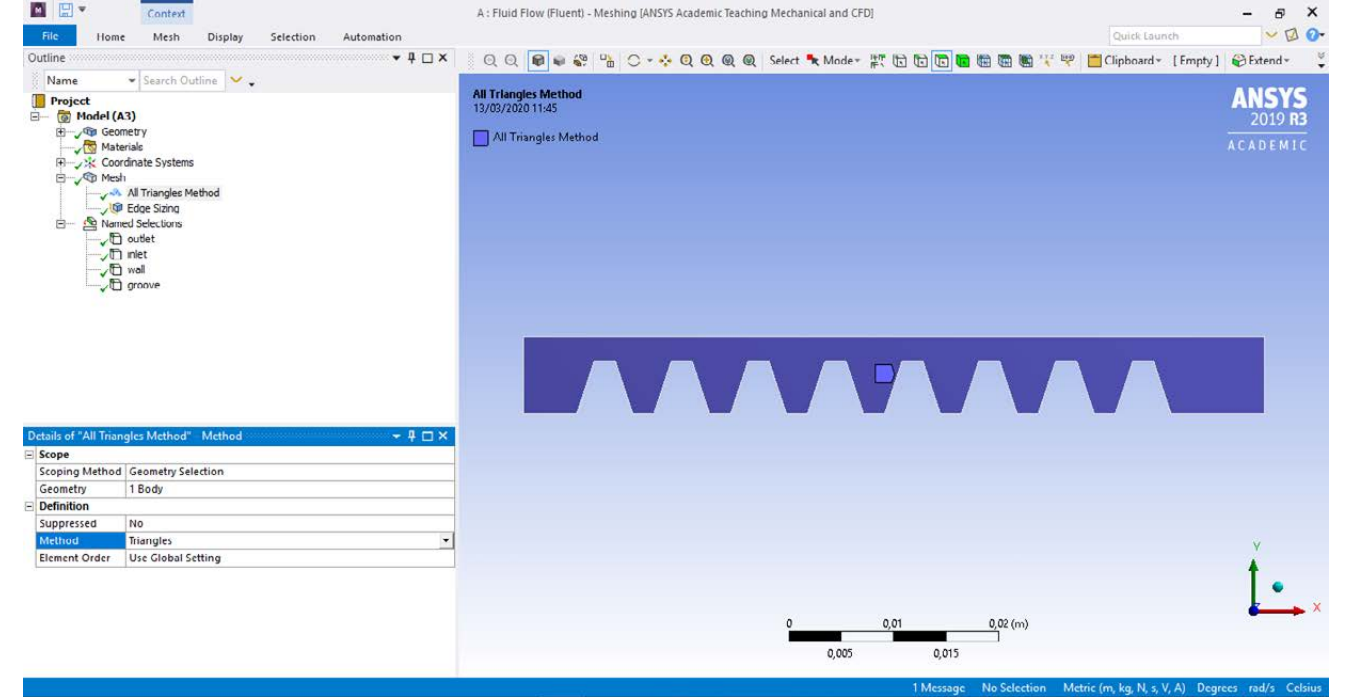 Context
A : Fluid Flow (Fluent) - Meshing [ANSYS Academic Teaching Mechanical and CFD]
File Home Mesh Display Selection Automation
Quick Launch
Outline
Name Search Outline
Select Mode Clipboard [ Empty ] Extend
Project
Model (A3)
Geometry
Materials
Coordinate Systems
Mesh
All Triangles Method
Edge Sizing
Named Selections
outlet
inlet
wall
groove
All Triangles Method
13/03/2020 11:45
All Triangles Method
ANSYS
2019 R3
ACADEMIC
Details of "All Triangles Method" - Method
Scope
Scoping Method Geometry Selection
Geometry 1 Body
Definition
Suppressed No
Method Triangles
Element Order Use Global Setting
Y
X
0 0,01 0,02 (m)
0,005 0,015
1 Message No Selection Metric (m, kg, N, s, V, A) Degrees rad/s Celsius